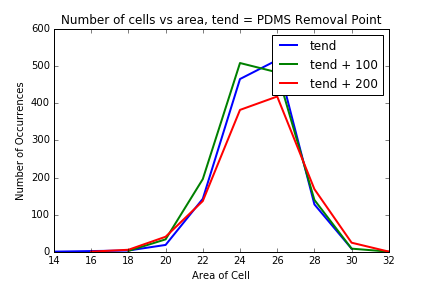 Number of cells vs area, tend = PDMS Removal Point
600
500
400
300
200
100
0
Number of Occurrences
tend
tend + 100
tend + 200
14 16 18 20 22 24 26 28 30 32
Area of Cell